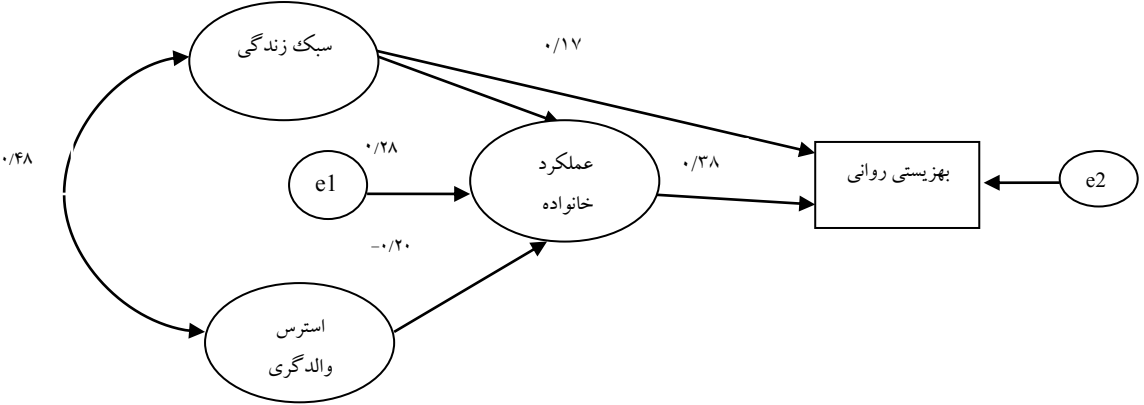 سبک زندگی
۰/۱۷
۰/۴۸
۰/۲۸
عملکرد
خانواده
۰/۳۸
بهزیستی روانی
e1
e2
-۰/۲۰
استرس
والدگری